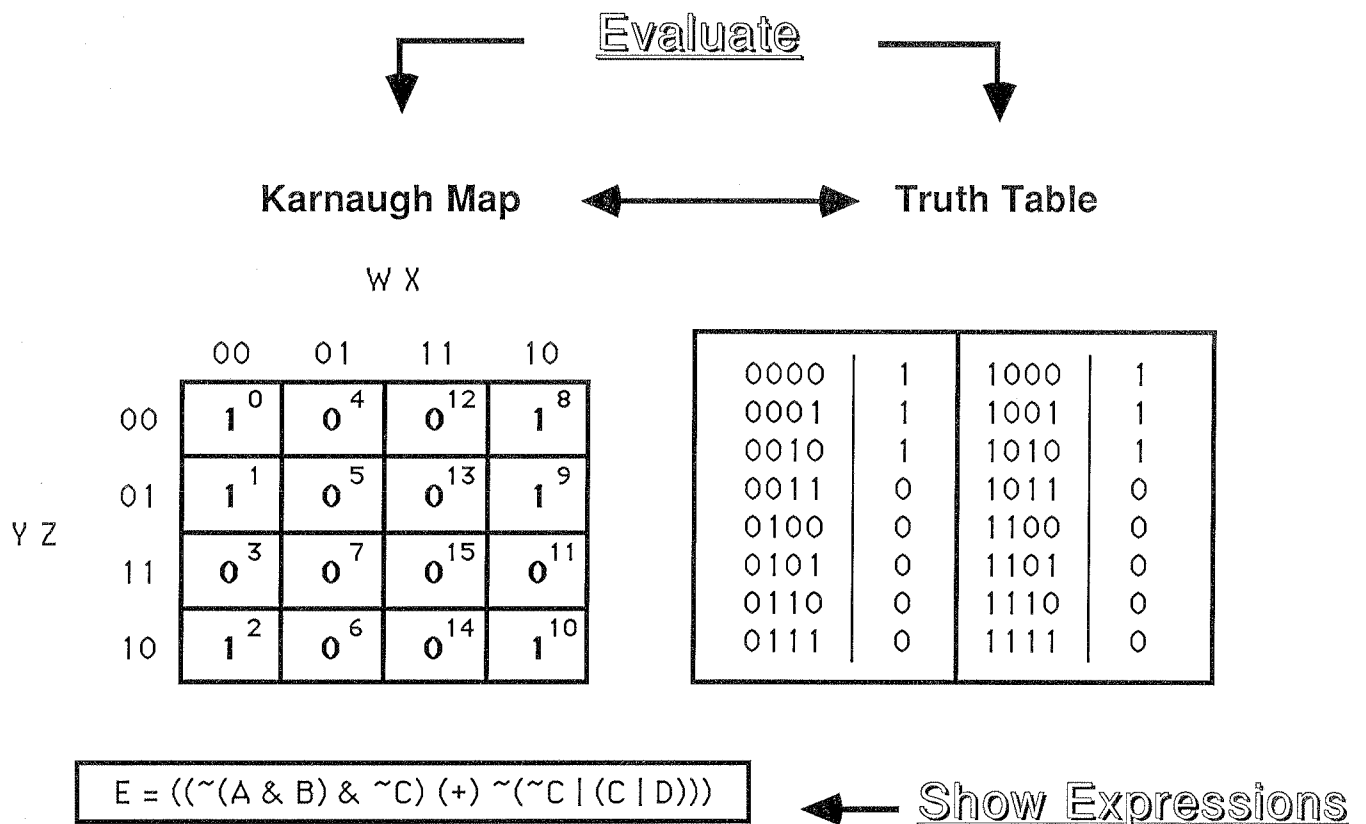 Evaluate
Karnaugh Map Truth Table
W X
00 01 11 10
00 1 0 0 4 0 12 1 8
01 1 1 0 5 0 13 1 9
Y Z
11 0 3 0 7 0 15 0 11
10 1 2 0 6 0 14 1 10
0000 1 1000 1
0001 1 1001 1
0010 1 1010 1
0011 0 1011 0
0100 0 1100 0
0101 0 1101 0
0110 0 1110 0
0111 0 1111 0
E = ((~(A & B) & ~C) (+) ~(~C | (C | D)))
Show Expressions